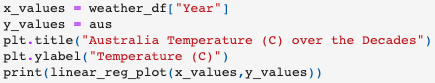 x_values = weather_df["Year"]
y_values = aus
plt.title("Australia Temperature (C) over the Decades")
plt.ylabel("Temperature (C)")
print(linear_reg_plot(x_values,y_values))